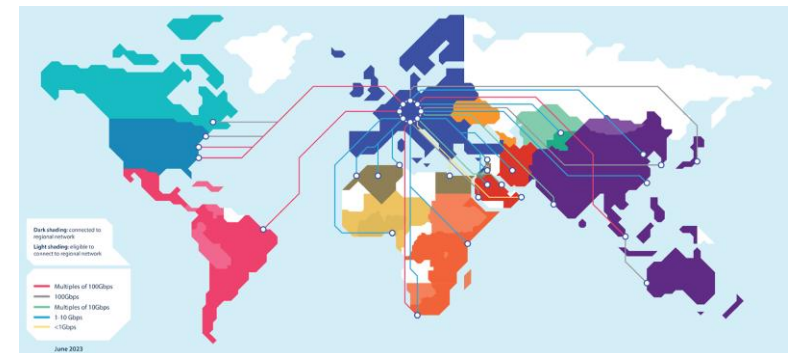 Dark shading: connected to
regional network
Light shading: eligible to
connect to regional network
Multiples of 100Gbps
100Gbps
Multiples of 10Gbps
1-10 Gbps
<1Gbps
June 2023